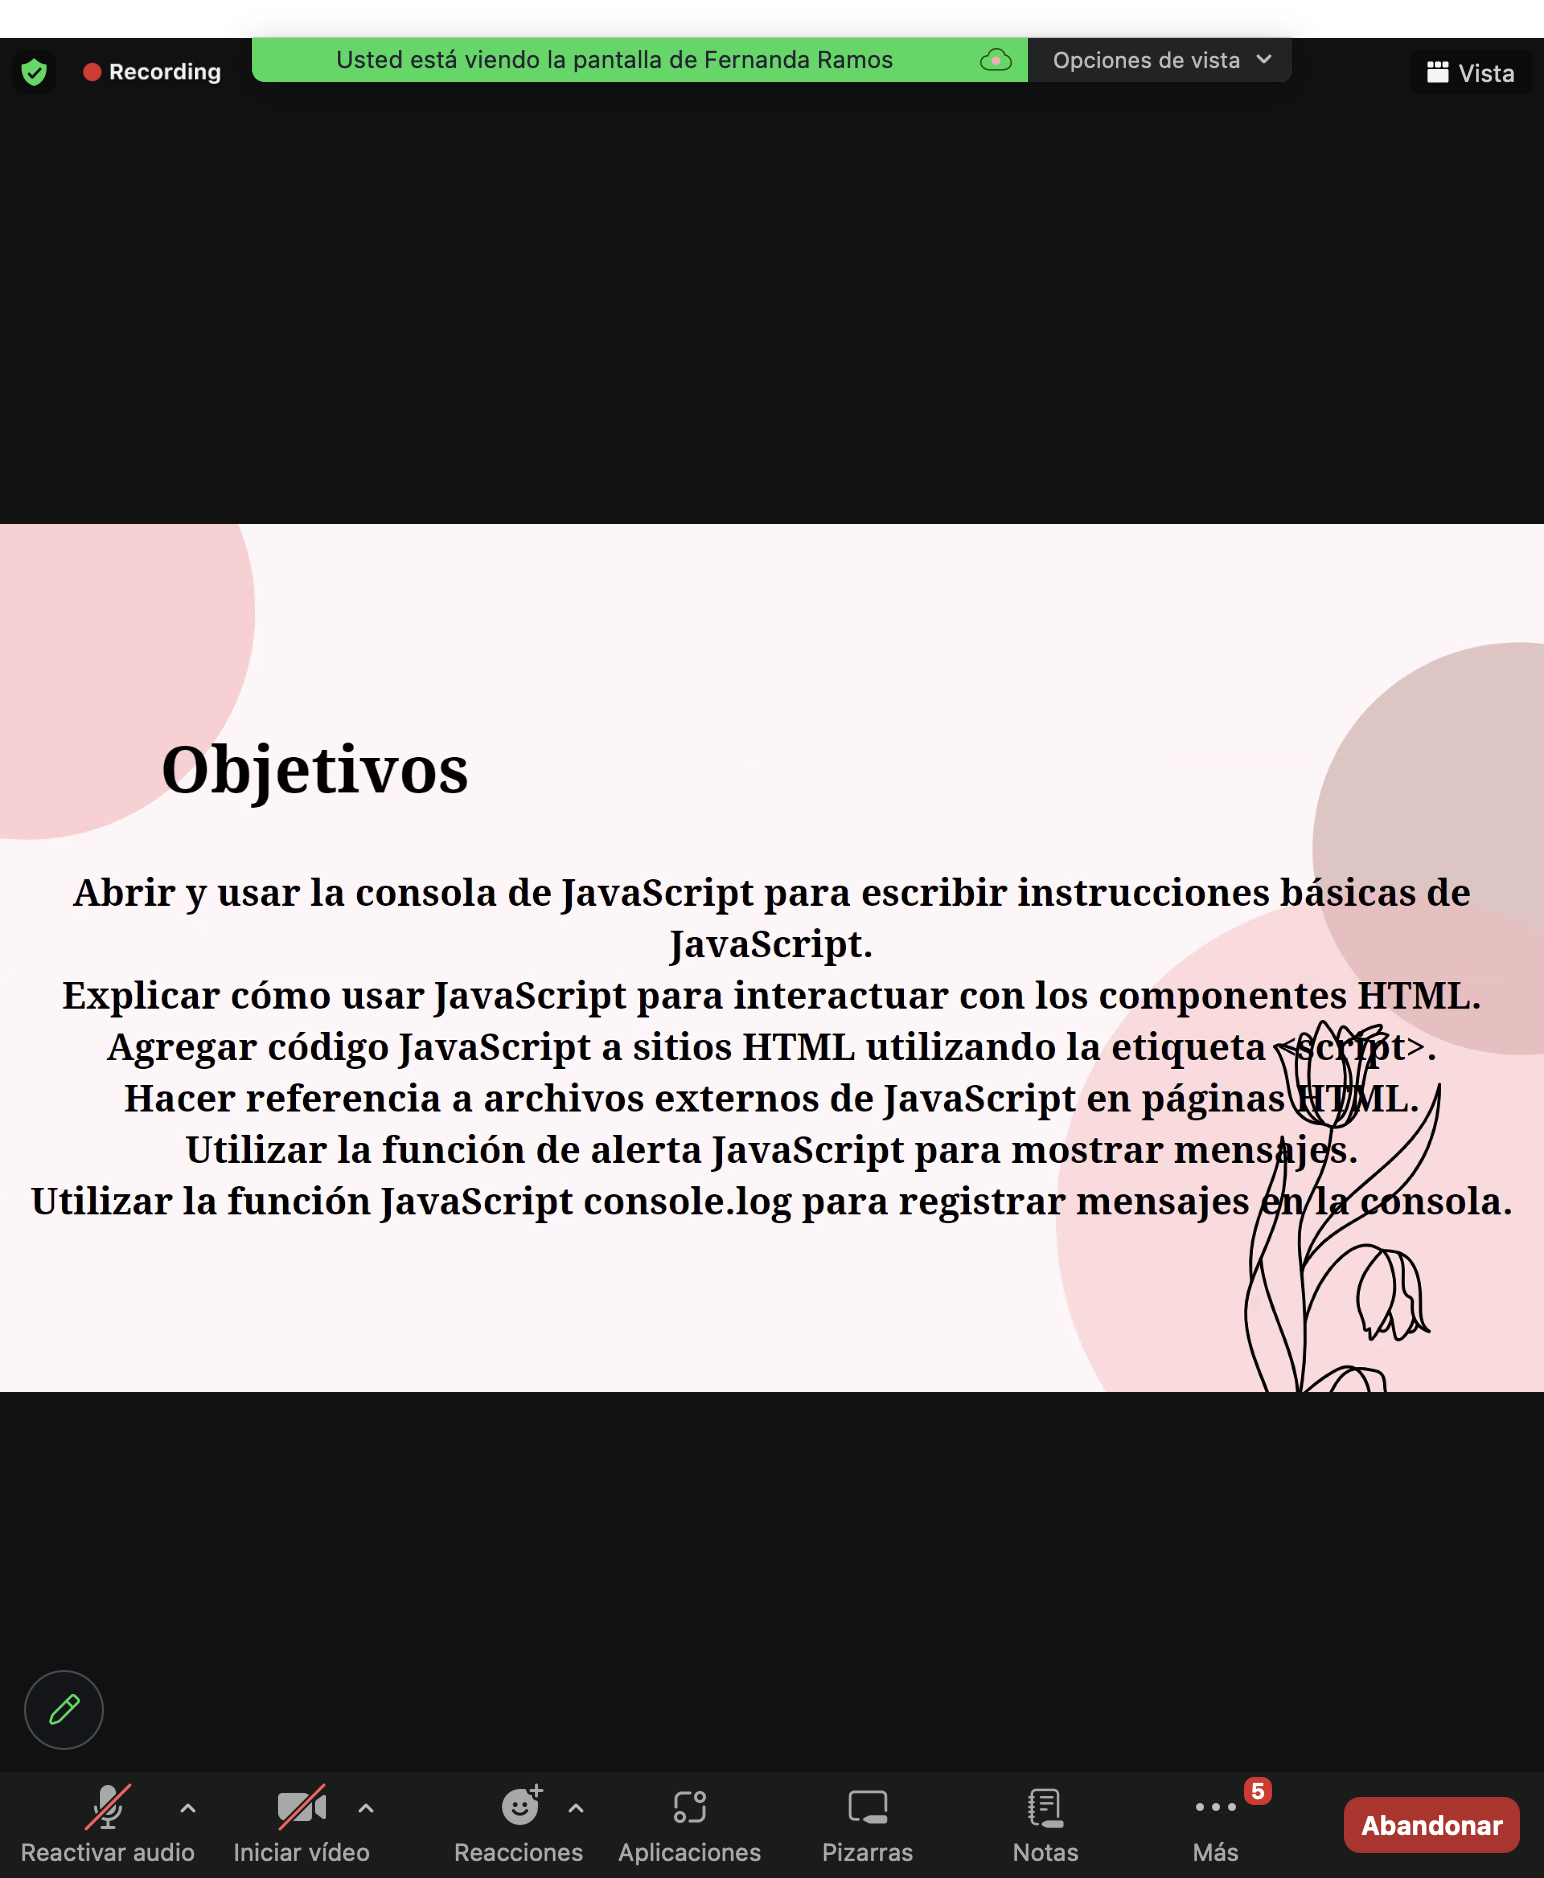 Recording
Usted está viendo la pantalla de Fernanda Ramos
Opciones de vista
Vista
Objetivos
Abrir y usar la consola de JavaScript para escribir instrucciones básicas de
JavaScript.
Explicar cómo usar JavaScript para interactuar con los componentes HTML.
Agregar código JavaScript a sitios HTML utilizando la etiqueta <script>.
Hacer referencia a archivos externos de JavaScript en páginas HTML.
Utilizar la función de alerta JavaScript para mostrar mensajes.
Utilizar la función JavaScript console.log para registrar mensajes en la consola.
5
Reactivar audio
Iniciar vídeo
Reacciones
Aplicaciones
Pizarras
Notas
Más
Abandonar